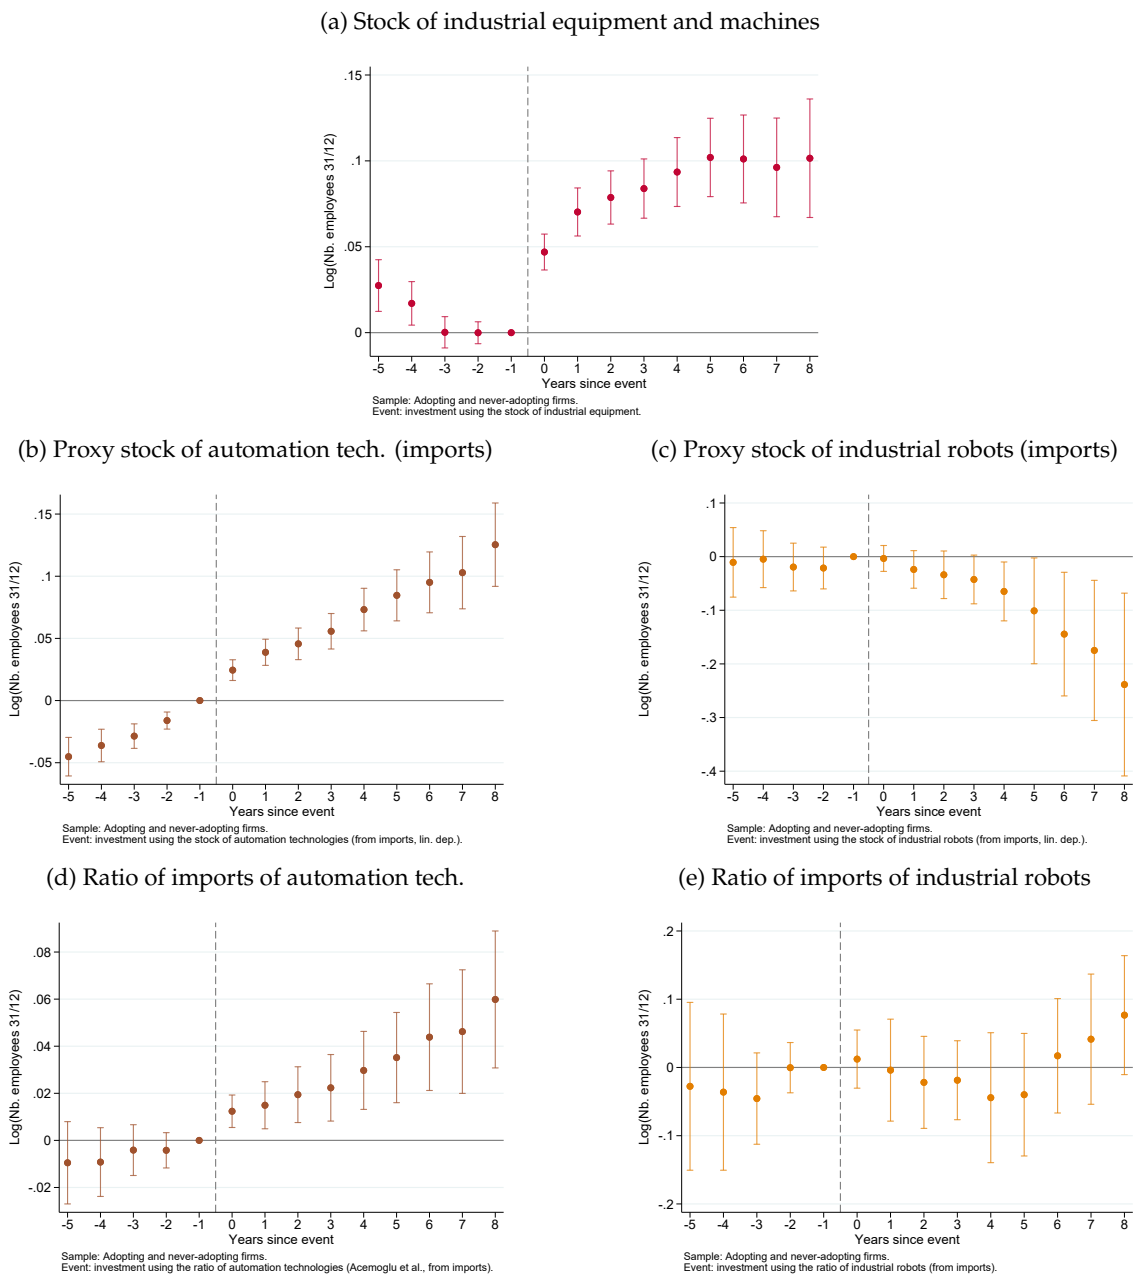 (a) Stock of industrial equipment and machines
Log(Nb. employees 31/12)
.15
.1
.05
0
-5 -4 -3 -2 -1 0 1 2 3 4 5 6 7 8
Years since event
Sample: Adopting and never-adopting firms.
Event: investment using the stock of industrial equipment.
(b) Proxy stock of automation tech. (imports)
Log(Nb. employees 31/12)
.15
.1
.05
0
-.05
-5 -4 -3 -2 -1 0 1 2 3 4 5 6 7 8
Years since event
Sample: Adopting and never-adopting firms.
Event: investment using the stock of automation technologies (from imports, lin. dep.).
(c) Proxy stock of industrial robots (imports)
Log(Nb. employees 31/12)
.1
0
-.1
-.2
-.3
-.4
-5 -4 -3 -2 -1 0 1 2 3 4 5 6 7 8
Years since event
Sample: Adopting and never-adopting firms.
Event: investment using the stock of industrial robots (from imports, lin. dep.).
(d) Ratio of imports of automation tech.
Log(Nb. employees 31/12)
.08
.06
.04
.02
0
-.02
-5 -4 -3 -2 -1 0 1 2 3 4 5 6 7 8
Years since event
Sample: Adopting and never-adopting firms.
Event: investment using the ratio of automation technologies (Acemoglu et al., from imports).
(e) Ratio of imports of industrial robots
Log(Nb. employees 31/12)
.2
.1
0
-.1
-.2
-5 -4 -3 -2 -1 0 1 2 3 4 5 6 7 8
Years since event
Sample: Adopting and never-adopting firms.
Event: investment using the ratio of industrial robots (from imports).